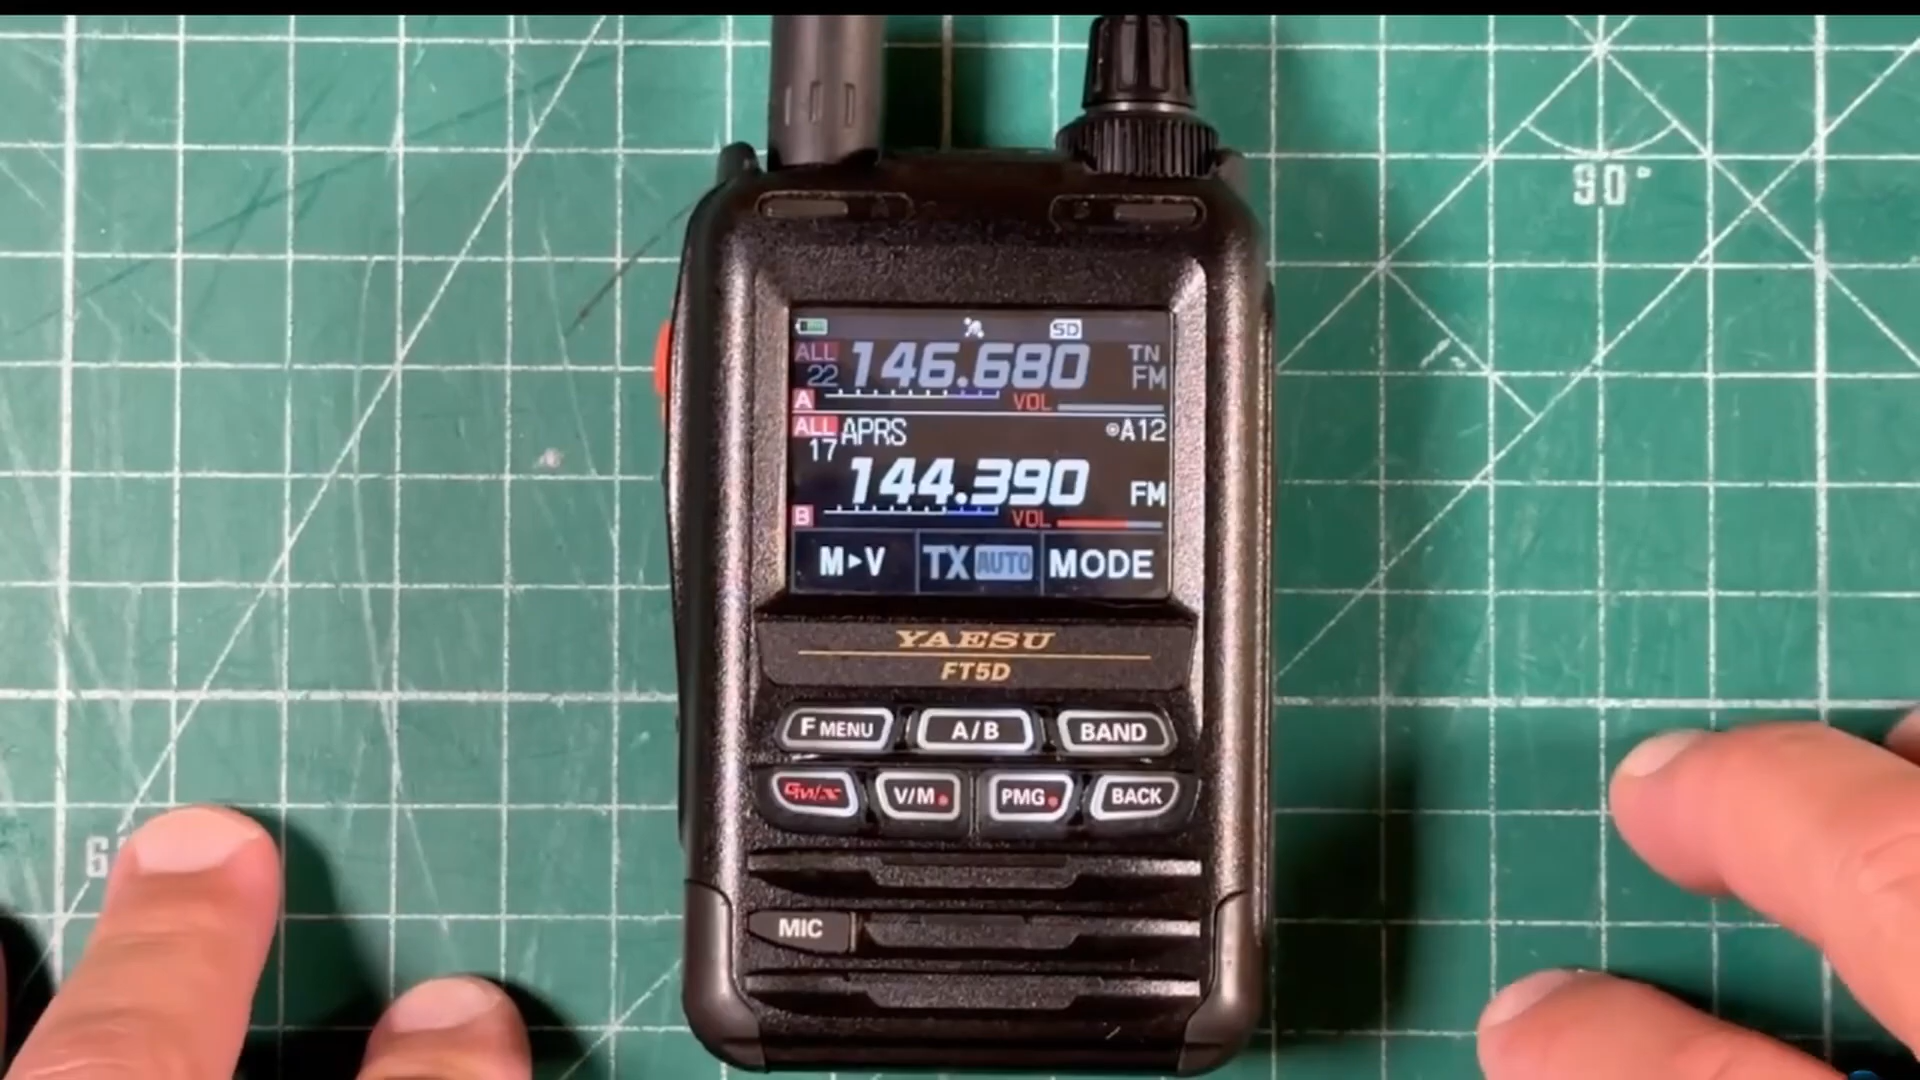 90°
SD
ALL 146.680 TN
22 FM
A VOL
ALL APRS A12
17 144.390 FM
B VOL
M▸V TX AUTO MODE
YAESU
FT5D
F MENU A/B BAND
GM/X V/M PMG BACK
MIC